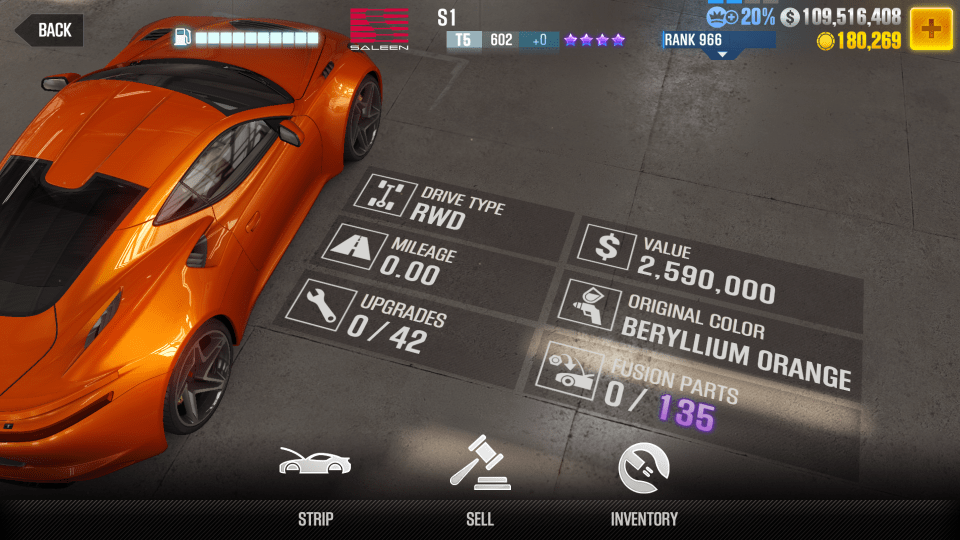 BACK
SALEEN
S1
T5 602 +0
20%
109,516,408
RANK 966
180,269
DRIVE TYPE
RWD
MILEAGE
0.00
UPGRADES
0/42
VALUE
2,590,000
ORIGINAL COLOR
BERYLLIUM ORANGE
FUSION PARTS
0/135
STRIP
SELL
INVENTORY